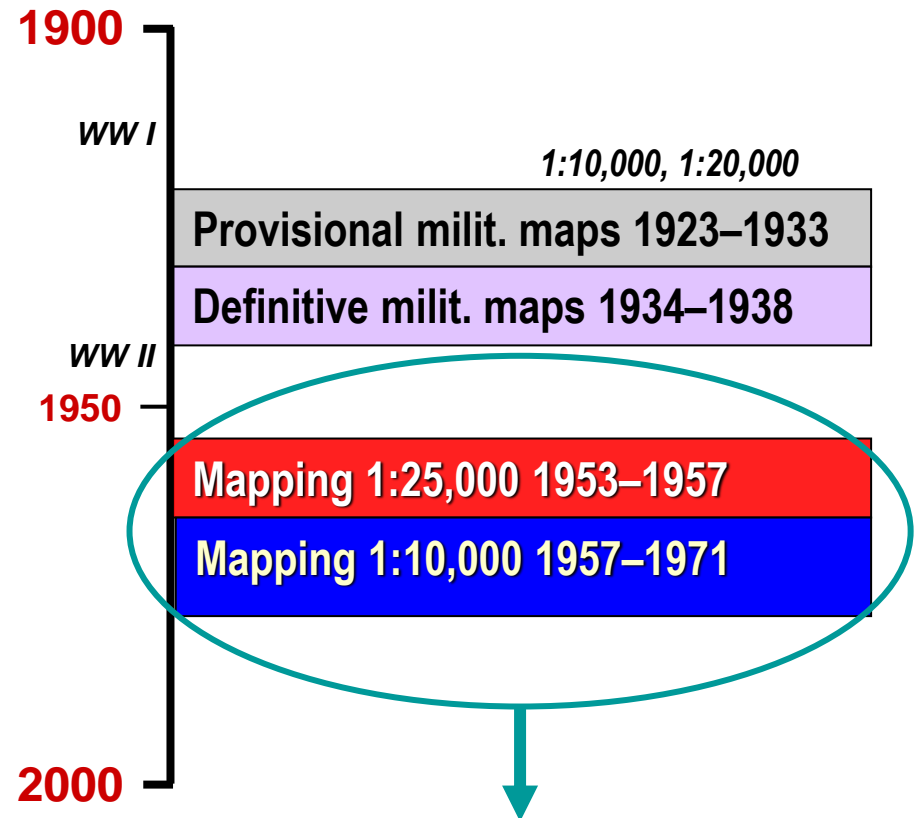 1900
WW I
1:10,000, 1:20,000
Provisional milit. maps 1923–1933
Definitive milit. maps 1934–1938
WW II
1950
Mapping 1:25,000 1953–1957
Mapping 1:10,000 1957–1971
2000